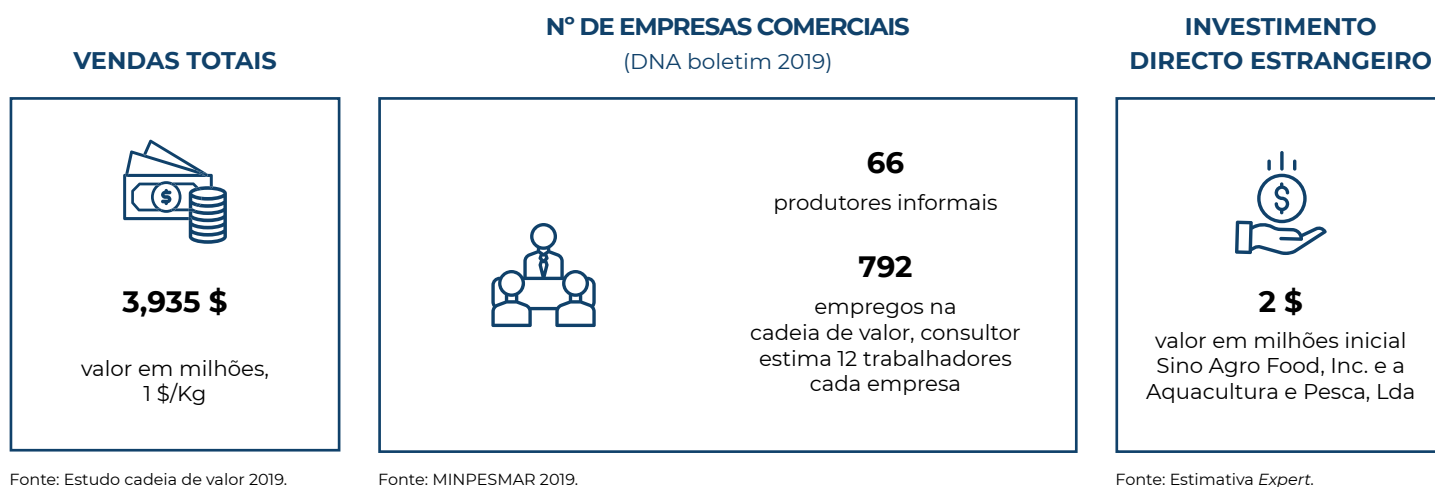 VENDAS TOTAIS
$
3,935 $
valor em milhões,
1 $/Kg
Fonte: Estudo cadeia de valor 2019.
Nº DE EMPRESAS COMERCIAIS
(DNA boletim 2019)
66
produtores informais
792
empregos na
cadeia de valor, consultor
estima 12 trabalhadores
cada empresa
Fonte: MINPESMAR 2019.
INVESTIMENTO
DIRECTO ESTRANGEIRO
$
2 $
valor em milhões inicial
Sino Agro Food, Inc. e a
Aquacultura e Pesca, Lda
Fonte: Estimativa Expert.